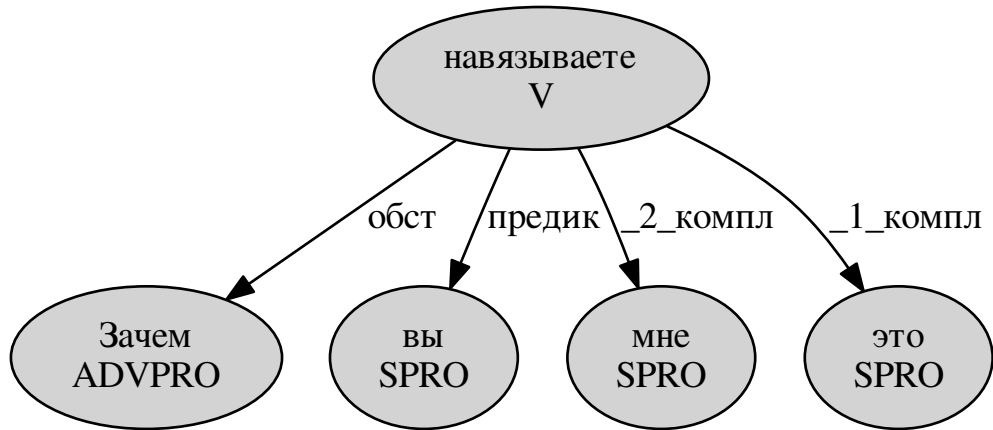 навязываете
V
обст
предик
_2_компл
_1_компл
Зачем
ADVPRO
вы
SPRO
мне
SPRO
это
SPRO